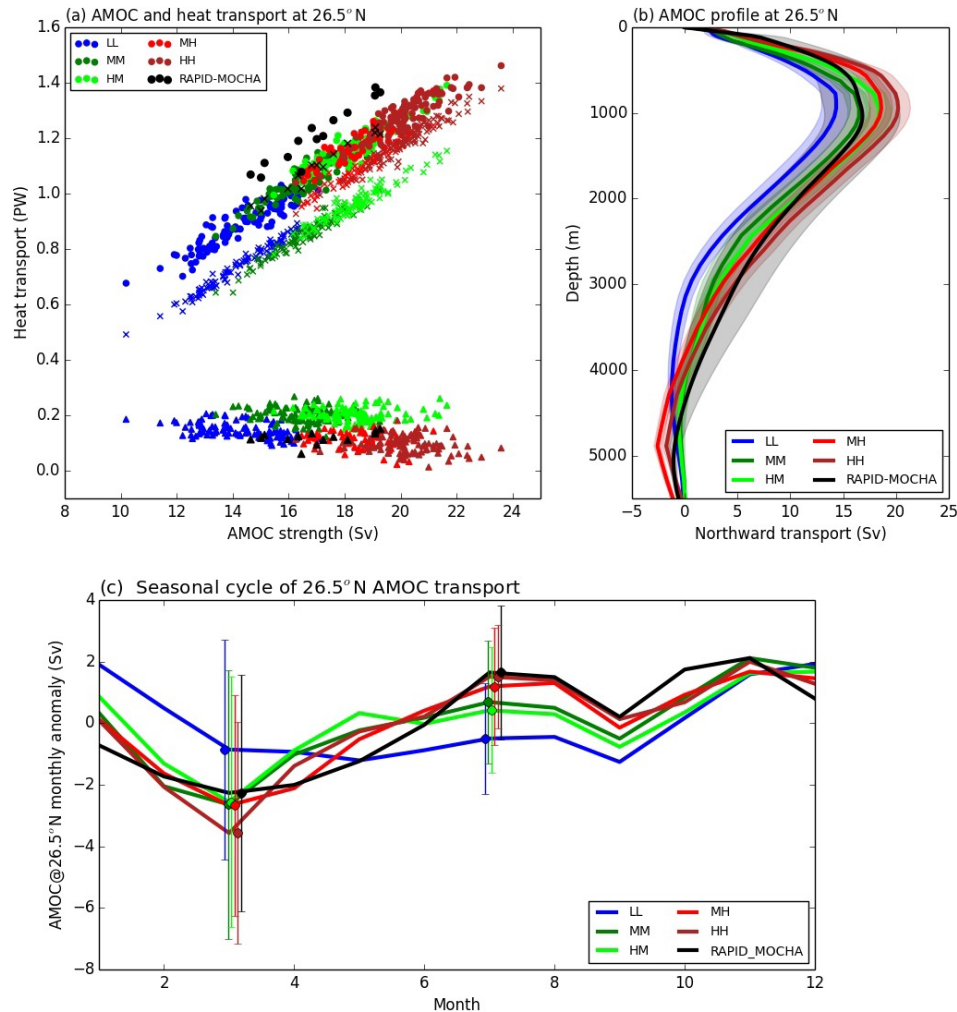 (a) AMOC and heat transport at 26.5°N
1.6
1.4
1.2
1.0
0.8
0.6
0.4
0.2
0.0
Heat transport (PW)
LL MH
MM HH
HM RAPID-MOCHA
8 10 12 14 16 18 20 22 24
AMOC strength (Sv)
(b) AMOC profile at 26.5°N
0
1000
2000
3000
4000
5000
Depth (m)
LL MH
MM HH
HM RAPID-MOCHA
−5 0 5 10 15 20 25
Northward transport (Sv)
(c) Seasonal cycle of 26.5°N AMOC transport
4
2
0
−2
−4
−6
−8
AMOC@26.5°N monthly anomaly (Sv)
LL MH
MM HH
HM RAPID_MOCHA
2 4 6 8 10 12
Month